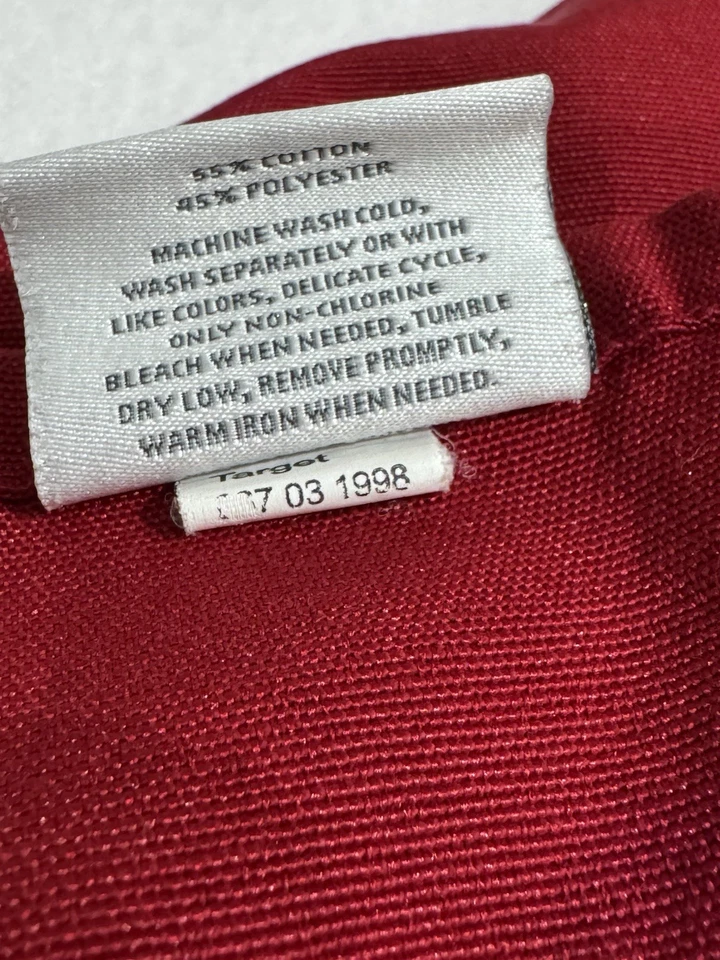 55% COTTON
45% POLYESTER
MACHINE WASH COLD,
WASH SEPARATELY OR WITH
LIKE COLORS, DELICATE CYCLE,
ONLY NON-CHLORINE
BLEACH WHEN NEEDED, TUMBLE
DRY LOW, REMOVE PROMPTLY,
WARM IRON WHEN NEEDED.
Target
03 1998